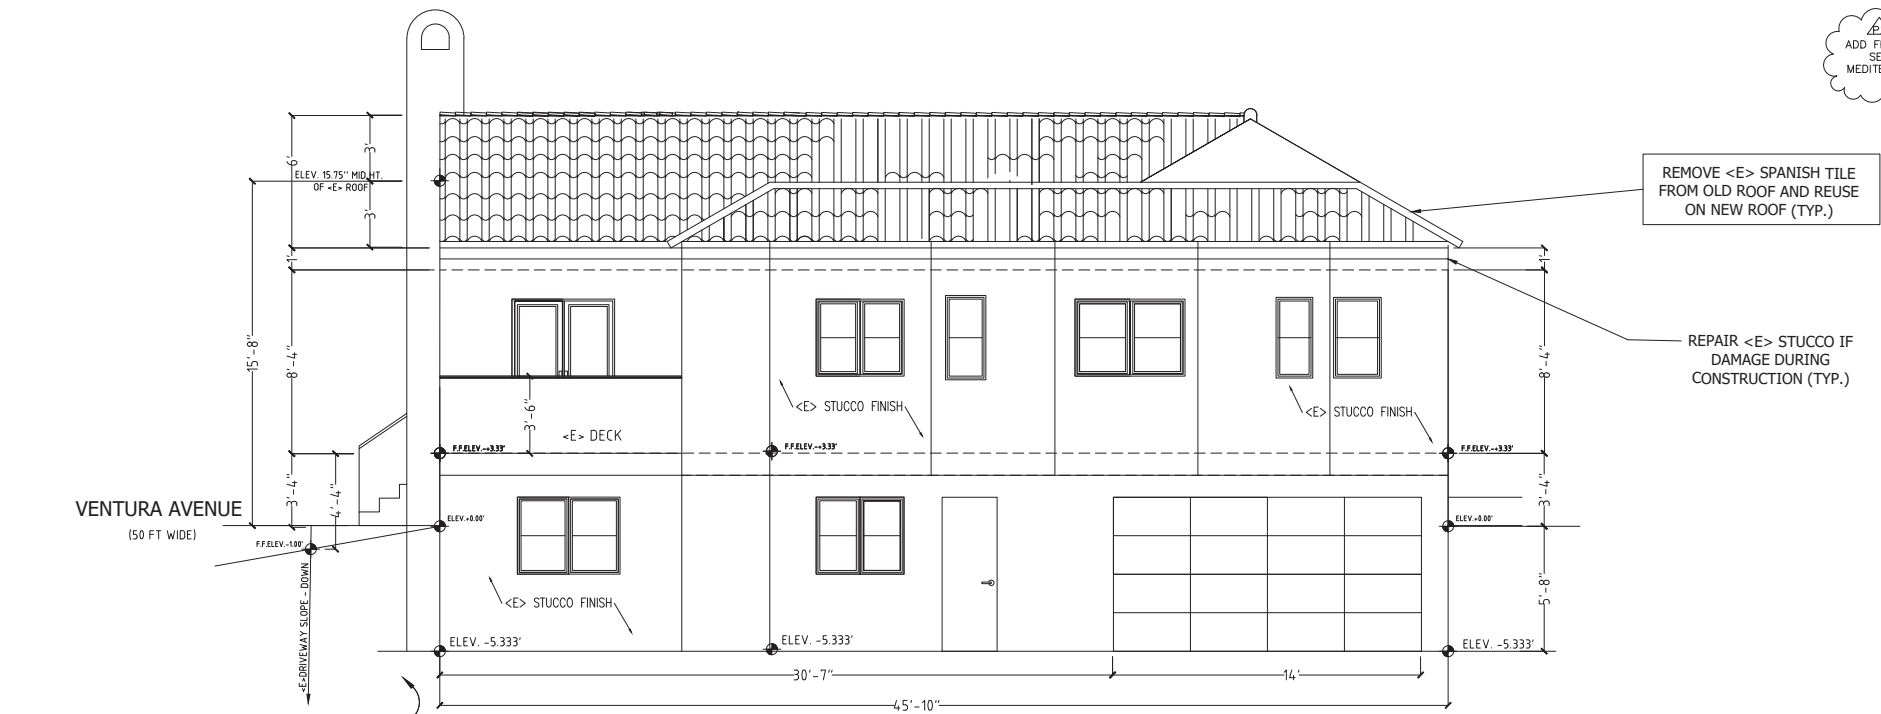 ADD F
SE
MEDITE
6'
3'
ELEV. 15.75" MID HT.
OF <E> ROOF
3'
REMOVE <E> SPANISH TILE
FROM OLD ROOF AND REUSE
ON NEW ROOF (TYP.)
1'
1'
15'-8"
8'-4"
8'-4"
REPAIR <E> STUCCO IF
DAMAGE DURING
CONSTRUCTION (TYP.)
3'-6"
<E> STUCCO FINISH
<E> STUCCO FINISH
<E> DECK
F.F.ELEV.-+3.33'
F.F.ELEV.-+3.33'
F.F.ELEV.-+3.33'
3'-4"
4'-4"
3'-4"
VENTURA AVENUE
(50 FT WIDE)
ELEV.+0.00'
ELEV.+0.00'
F.F.ELEV.-1.00'
<E>DRIVEWAY SLOPE - DOWN
5'-8"
<E> STUCCO FINISH
ELEV. -5.333'
ELEV. -5.333'
ELEV. -5.333'
30'-7"
14'
45'-10"